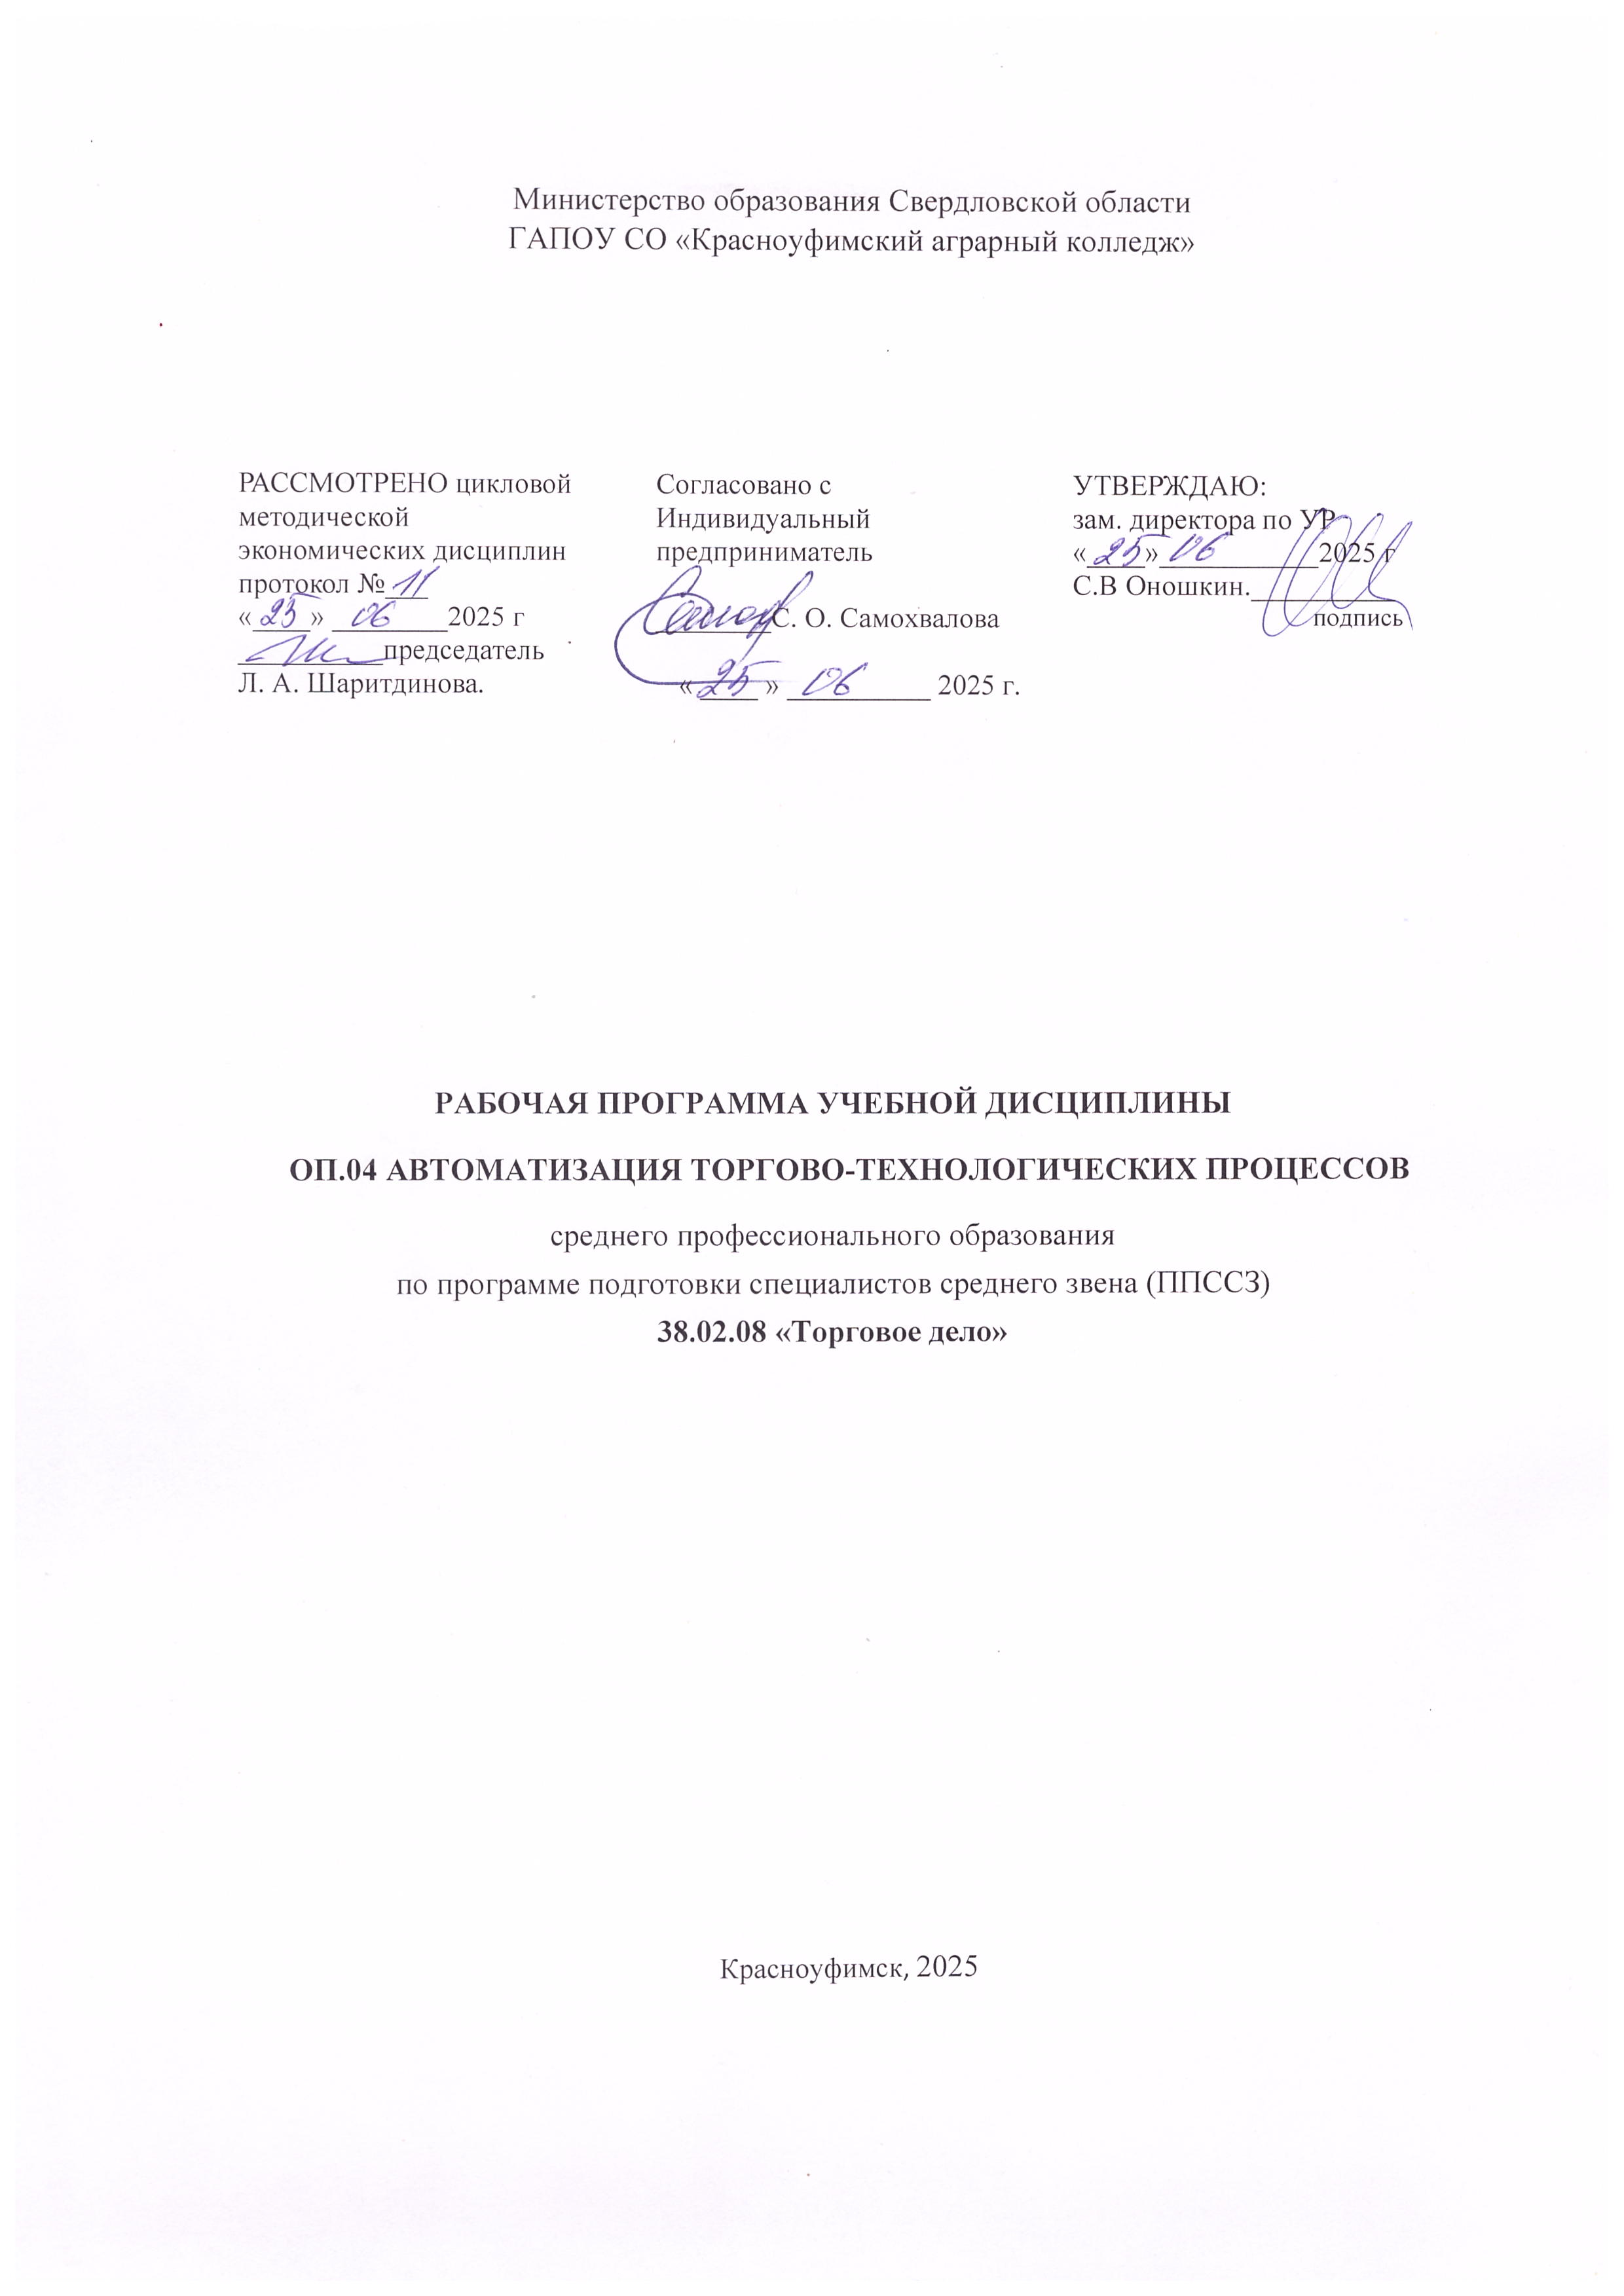 Министерство образования Свердловской области
ГАПОУ СО «Красноуфимский аграрный колледж»
РАССМОТРЕНО цикловой
методической
экономических дисциплин
протокол № 11
«25» 06 2025 г
председатель
Л. А. Шаритдинова.
Согласовано с
Индивидуальный
предприниматель
С. О. Самохвалова
«25» 06 2025 г.
УТВЕРЖДАЮ:
зам. директора по УР
«25» 06 2025 г
С.В Оношкин.
подпись
РАБОЧАЯ ПРОГРАММА УЧЕБНОЙ ДИСЦИПЛИНЫ
ОП.04 АВТОМАТИЗАЦИЯ ТОРГОВО-ТЕХНОЛОГИЧЕСКИХ ПРОЦЕССОВ
среднего профессионального образования
по программе подготовки специалистов среднего звена (ППССЗ)
38.02.08 «Торговое дело»
Красноуфимск, 2025